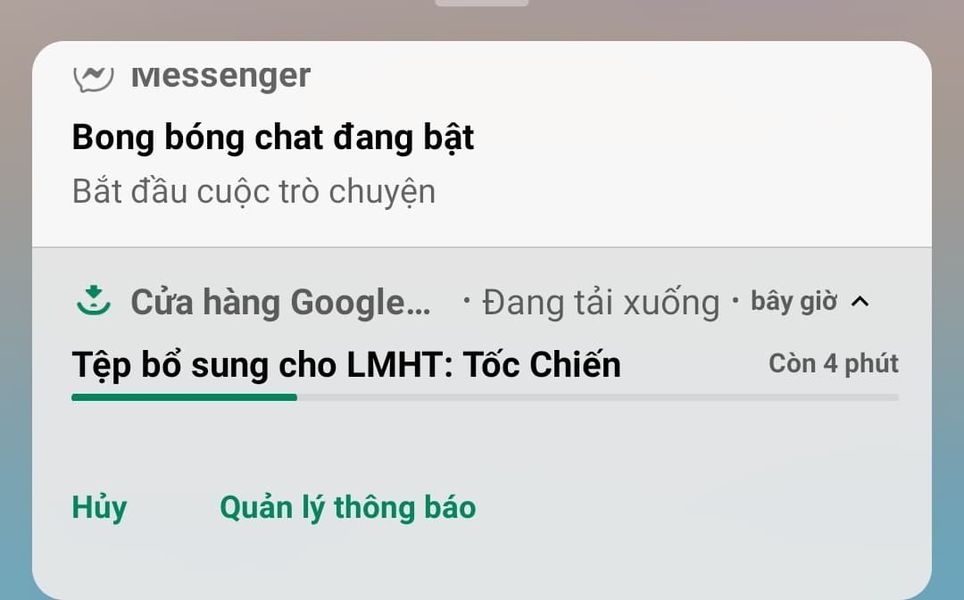 Messenger
Bong bóng chat đang bật
Bắt đầu cuộc trò chuyện
Cửa hàng Google... • Đang tải xuống • bây giờ
Tệp bổ sung cho LMHT: Tốc Chiến Còn 4 phút
Hủy Quản lý thông báo